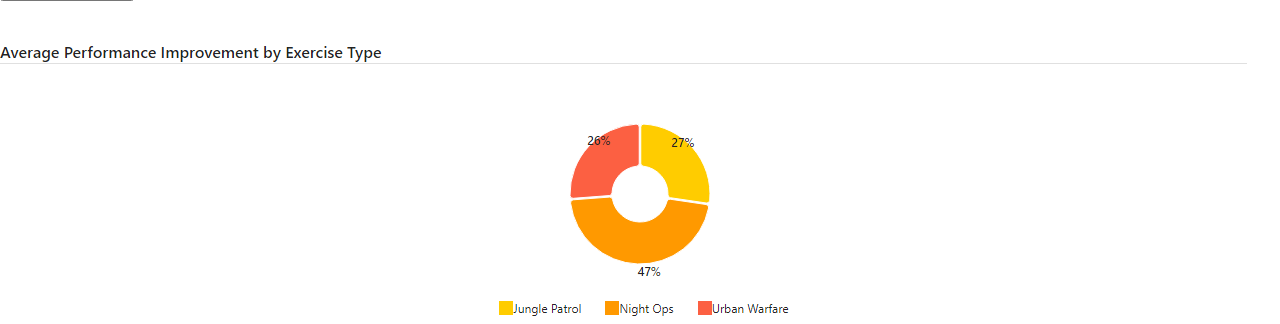 Average Performance Improvement by Exercise Type
26%
27%
47%
Jungle Patrol
Night Ops
Urban Warfare